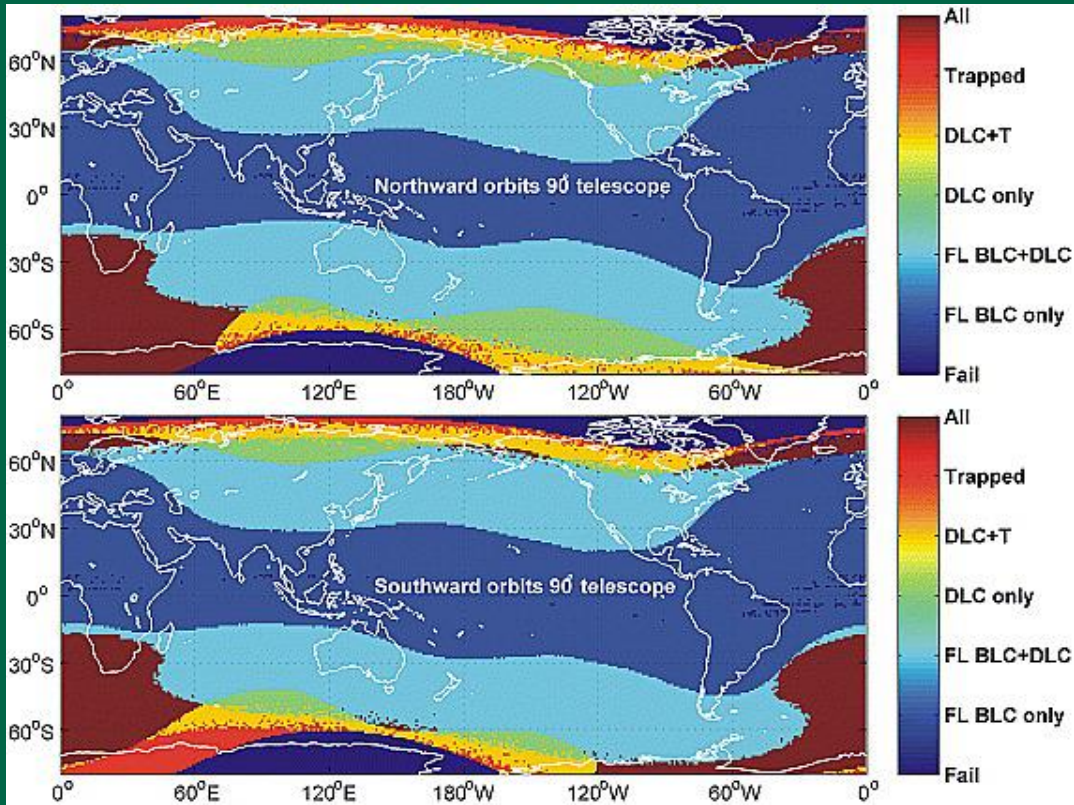 60°N
30°N
0°
30°S
60°S
Northward orbits 90° telescope
0° 60°E 120°E 180°W 120°W 60°W 0°
All
Trapped
DLC+T
DLC only
FL BLC+DLC
FL BLC only
Fail
60°N
30°N
0°
30°S
60°S
Southward orbits 90° telescope
0° 60°E 120°E 180°W 120°W 60°W 0°
All
Trapped
DLC+T
DLC only
FL BLC+DLC
FL BLC only
Fail